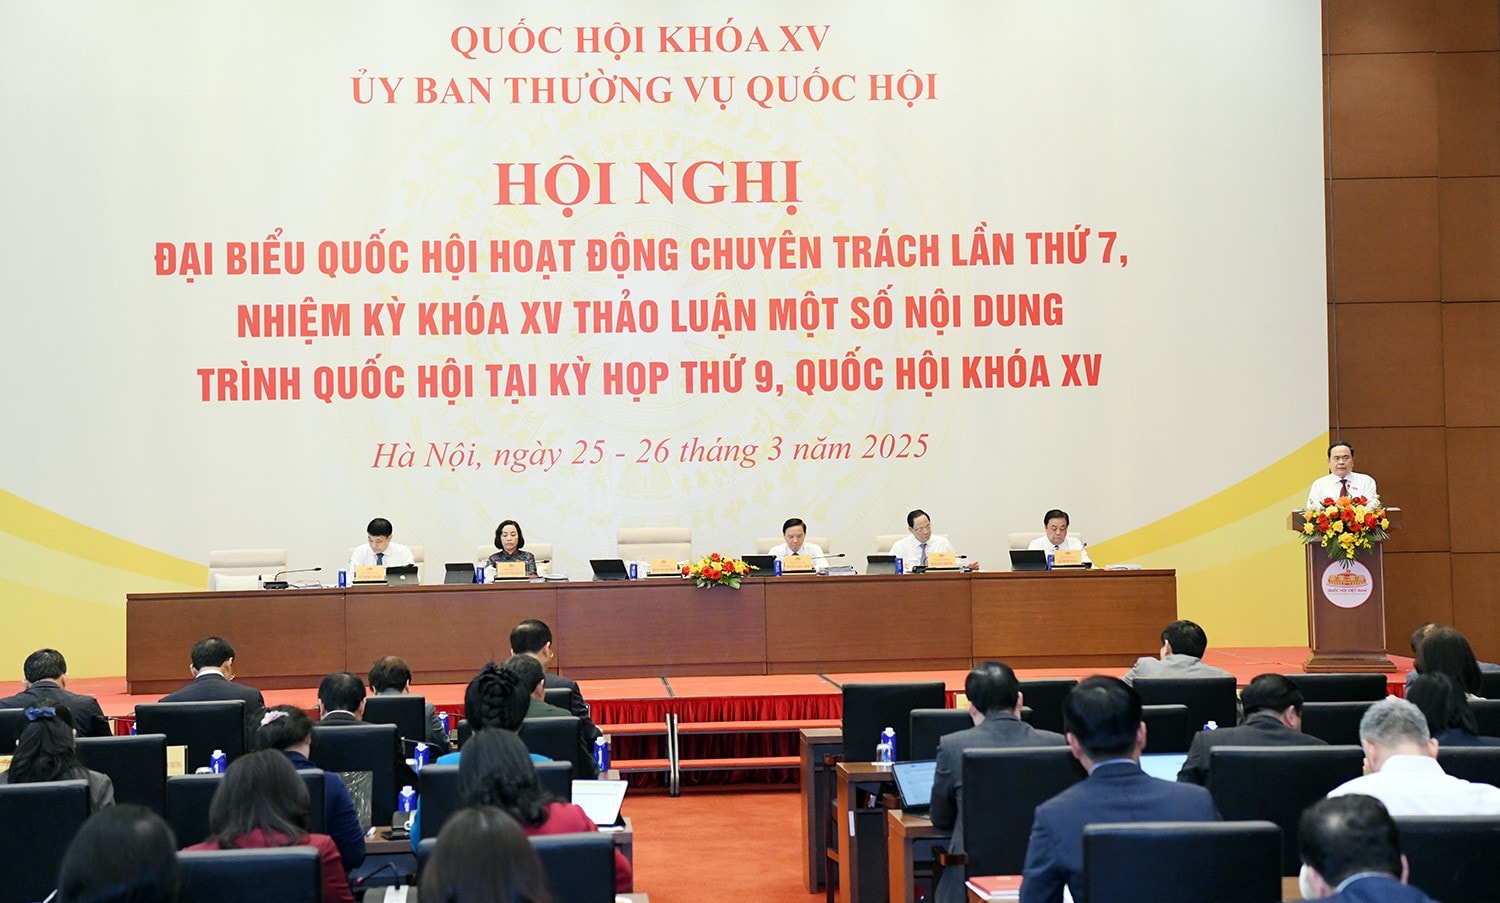 QUỐC HỘI KHÓA XV
ỦY BAN THƯỜNG VỤ QUỐC HỘI
HỘI NGHỊ
ĐẠI BIỂU QUỐC HỘI HOẠT ĐỘNG CHUYÊN TRÁCH LẦN THỨ 7,
NHIỆM KỲ KHÓA XV THẢO LUẬN MỘT SỐ NỘI DUNG
TRÌNH QUỐC HỘI TẠI KỲ HỌP THỨ 9, QUỐC HỘI KHÓA XV
Hà Nội, ngày 25 - 26 tháng 3 năm 2025
QUỐC HỘI VIỆT NAM